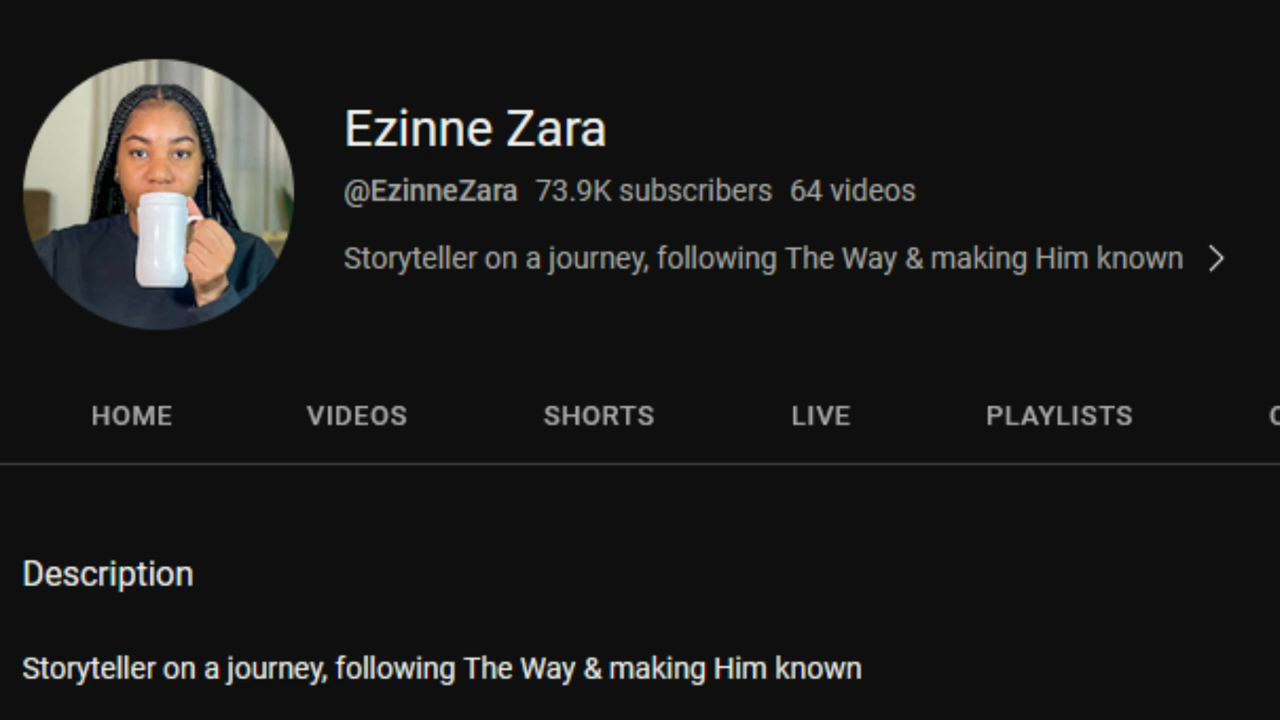 Ezinne Zara
@EzinneZara 73.9K subscribers 64 videos
Storyteller on a journey, following The Way & making Him known
HOME VIDEOS SHORTS LIVE PLAYLISTS
Description
Storyteller on a journey, following The Way & making Him known